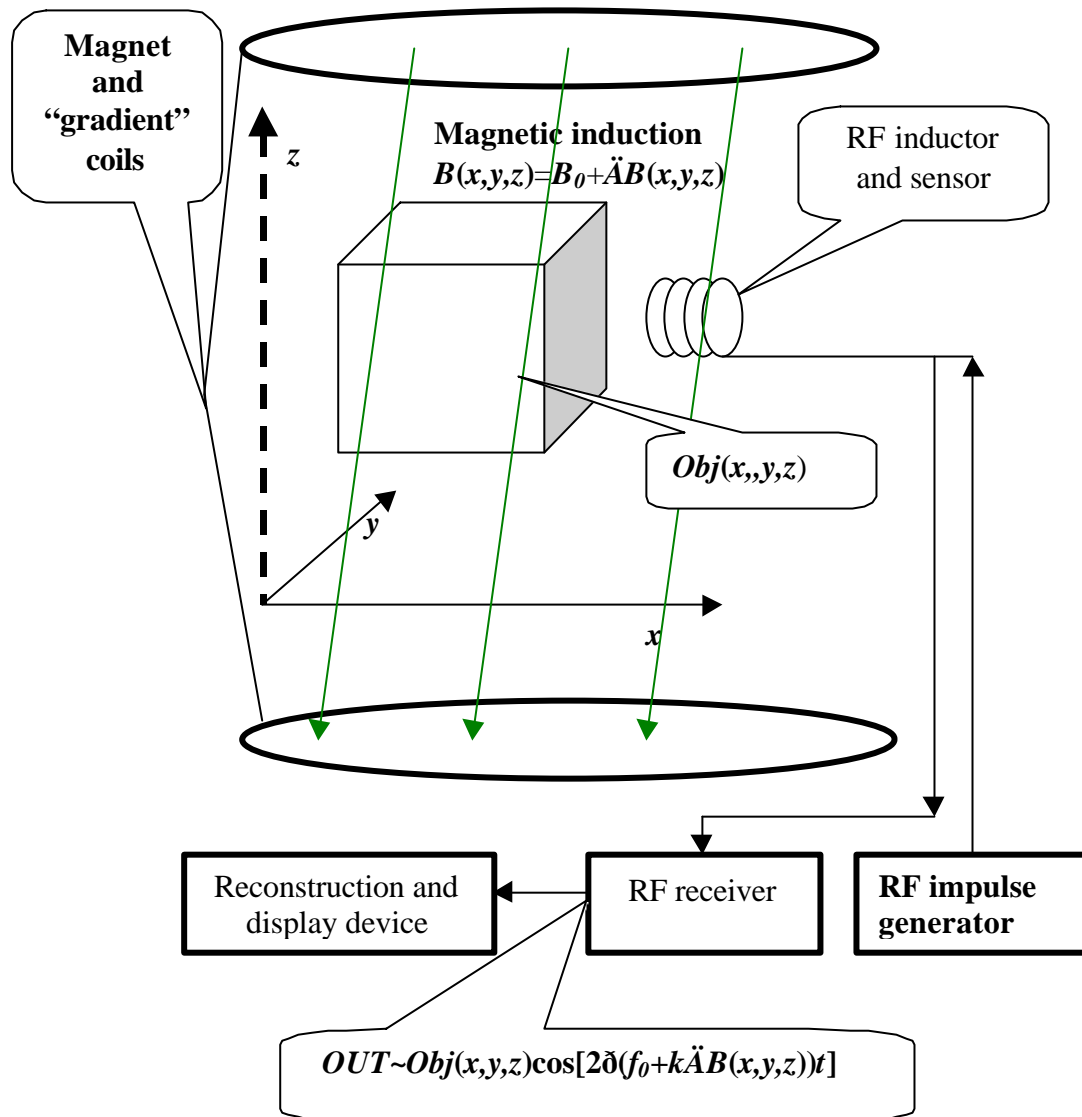 Magnet
and
“gradient”
coils
z
Magnetic induction
B(x,y,z)=B0+ÄB(x,y,z)
RF inductor
and sensor
Obj(x,,y,z)
y
x
Reconstruction and
display device
RF receiver
RF impulse
generator
OUT~Obj(x,y,z)cos[2ð(f0+kÄB(x,y,z))t]